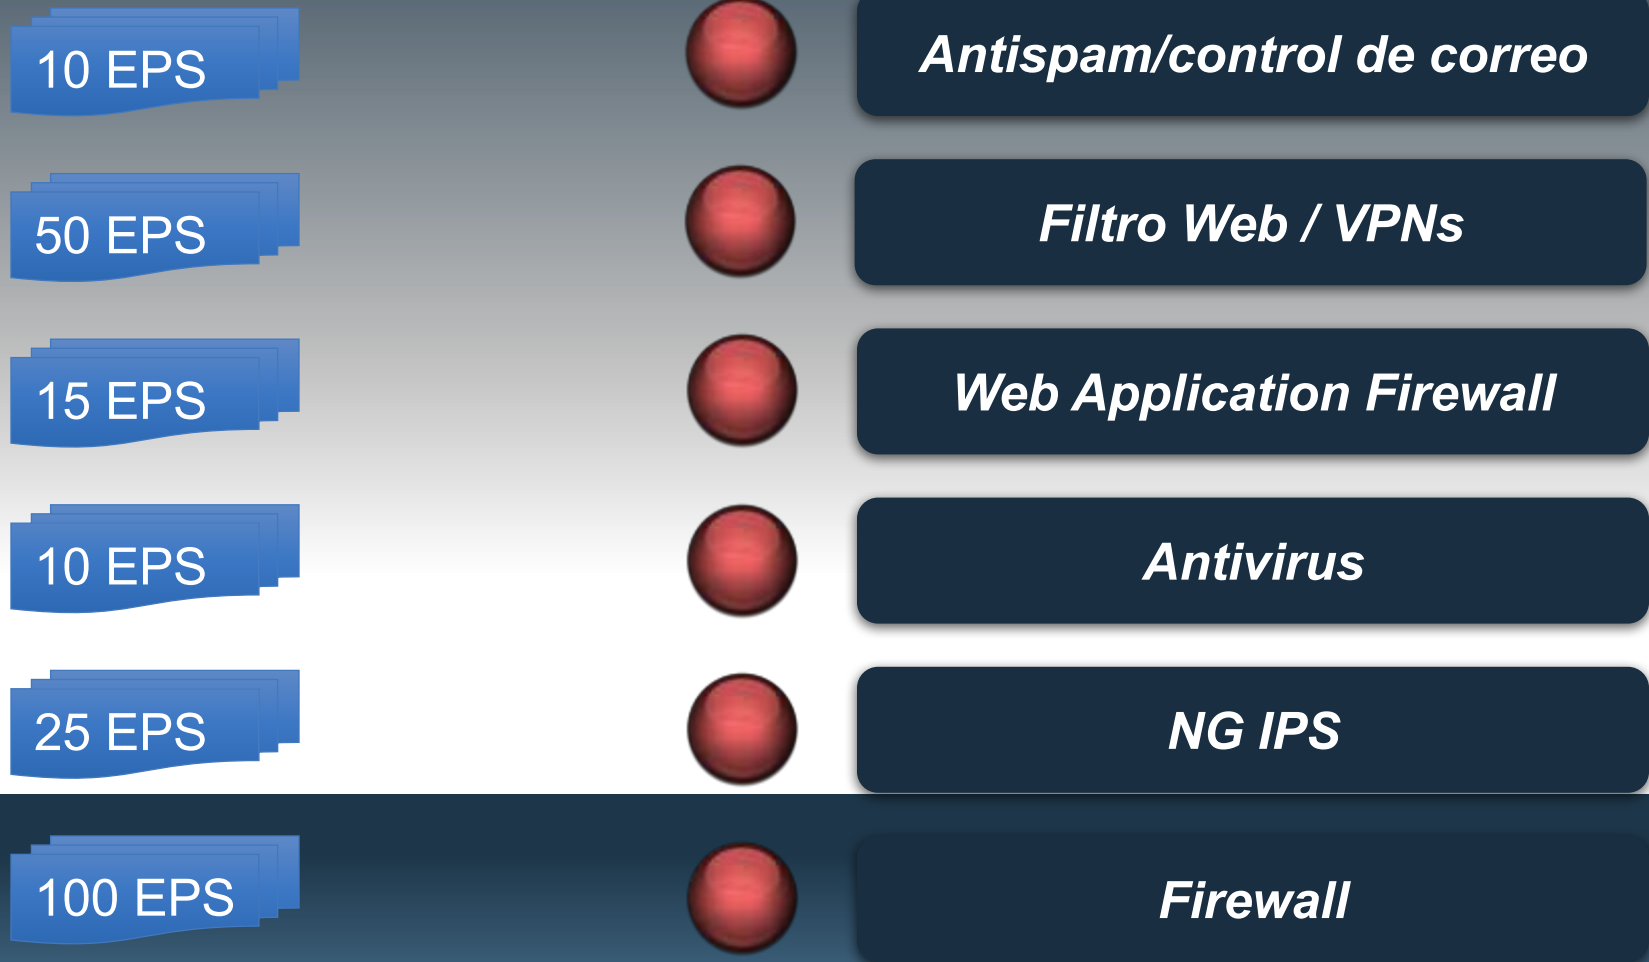 10 EPS
Antispam/control de correo
50 EPS
Filtro Web / VPNs
15 EPS
Web Application Firewall
10 EPS
Antivirus
25 EPS
NG IPS
100 EPS
Firewall